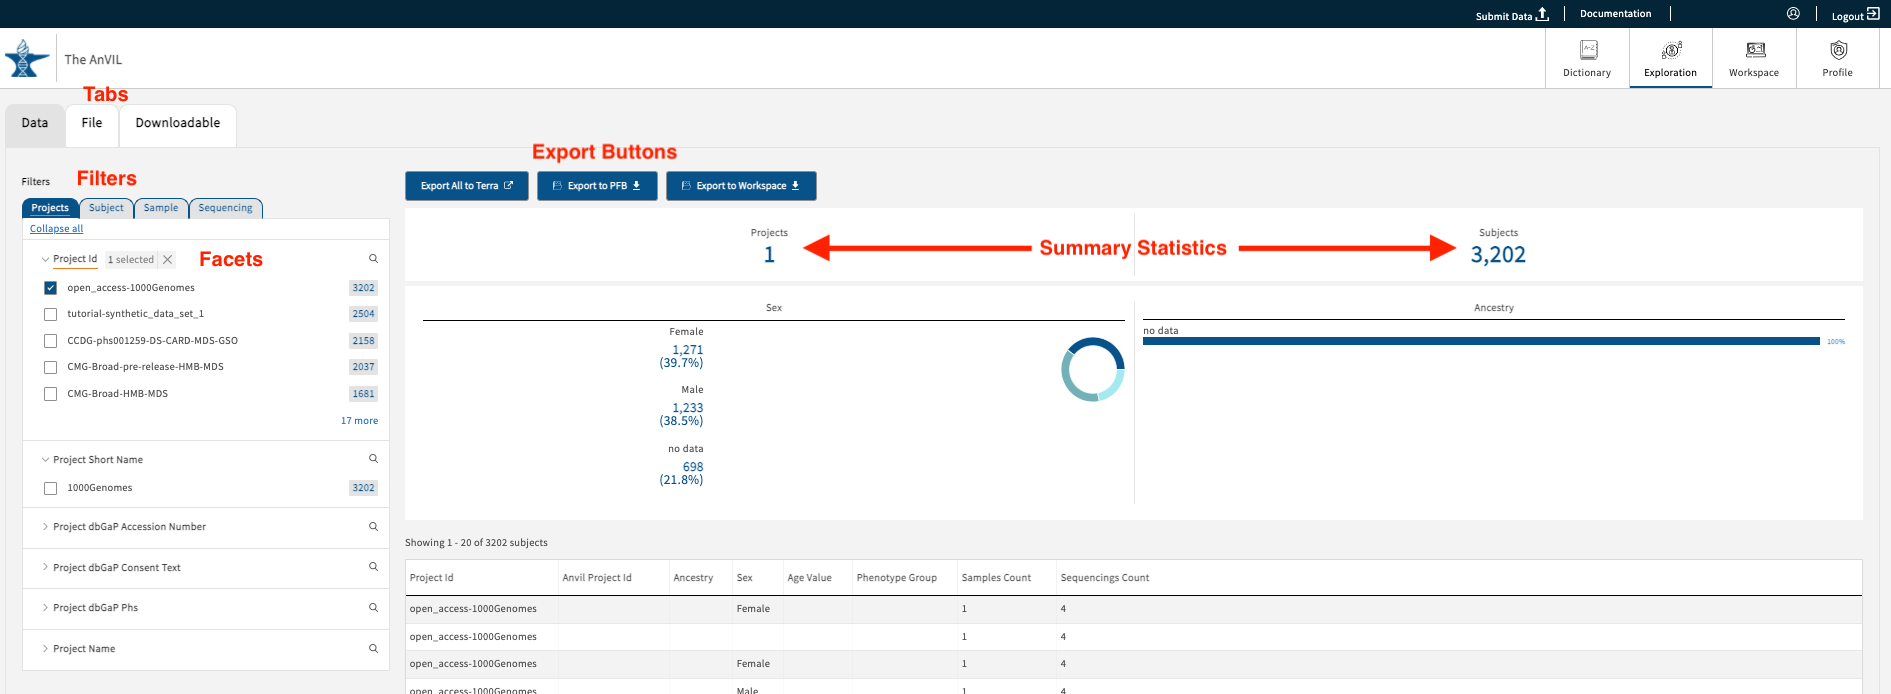 Submit Data
Documentation
Logout
The AnVIL
Dictionary
Exploration
Workspace
Profile
Tabs
Data
File
Downloadable
Export Buttons
Filters
Filters
Export All to Terra
Export to PFB
Export to Workspace
Projects
Subject
Sample
Sequencing
Collapse all
Project Id
1 selected
Facets
open_access-1000Genomes 3202
tutorial-synthetic_data_set_1 2504
CCDG-phs001259-DS-CARD-MDS-GSO 2158
CMG-Broad-pre-release-HMB-MDS 2037
CMG-Broad-HMB-MDS 1681
17 more
Project Short Name
1000Genomes 3202
Project dbGaP Accession Number
Project dbGaP Consent Text
Project dbGaP Phs
Project Name
Projects
1
Summary Statistics
Subjects
3,202
Sex
Female
1,271
(39.7%)
Male
1,233
(38.5%)
no data
698
(21.8%)
Ancestry
no data
100%
Showing 1 - 20 of 3202 subjects
Project Id Anvil Project Id Ancestry Sex Age Value Phenotype Group Samples Count Sequencings Count
open_access-1000Genomes Female 1 4
open_access-1000Genomes 1 4
open_access-1000Genomes Female 1 4
open_access-1000Genomes Male 1 4